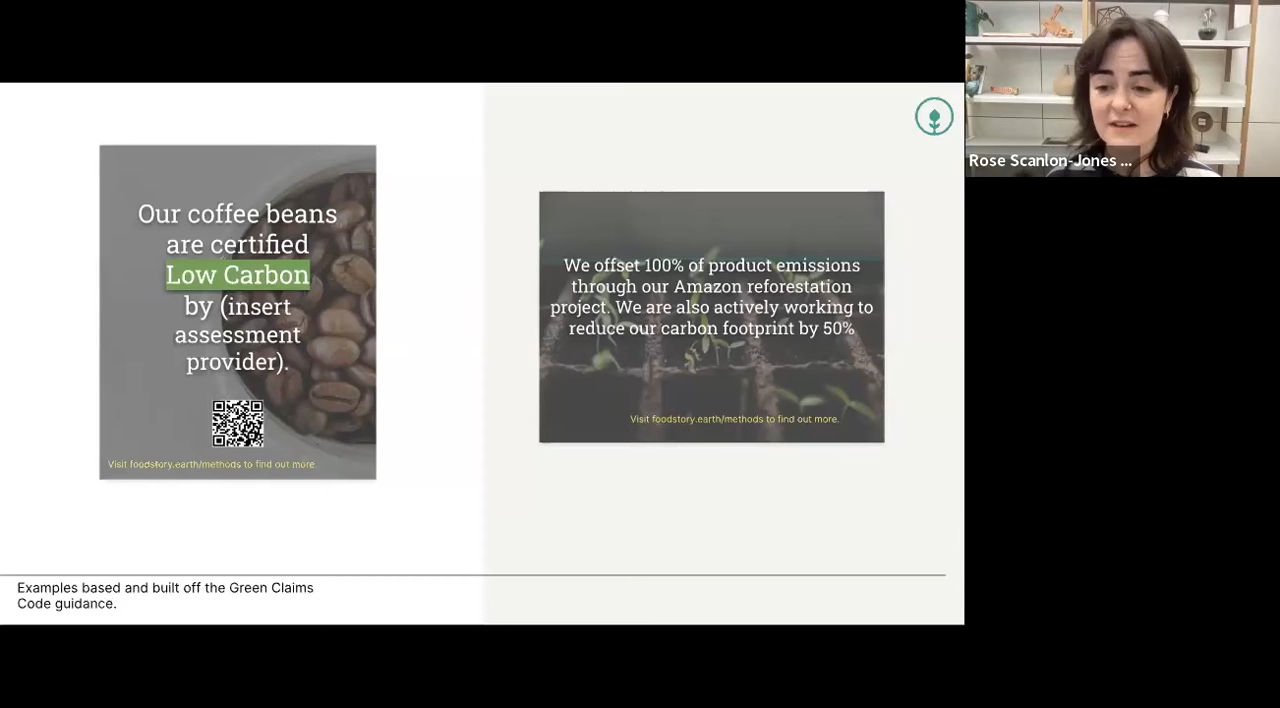 Our coffee beans
are certified
Low Carbon
by (insert
assessment
provider).
Visit foodstory.earth/methods to find out more.
We offset 100% of product emissions
through our Amazon reforestation
project. We are also actively working to
reduce our carbon footprint by 50%
Visit foodstory.earth/methods to find out more.
Examples based and built off the Green Claims
Code guidance.
Rose Scanlon-Jones ...